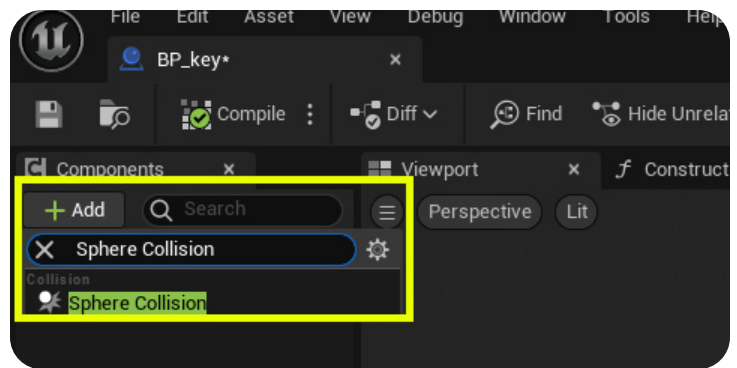 File Edit Asset View Debug Window Tools Help
BP_key*
Compile Diff Find Hide Unrela
Components Viewport Construct
Add Search Perspective Lit
Sphere Collision
Collision
Sphere Collision